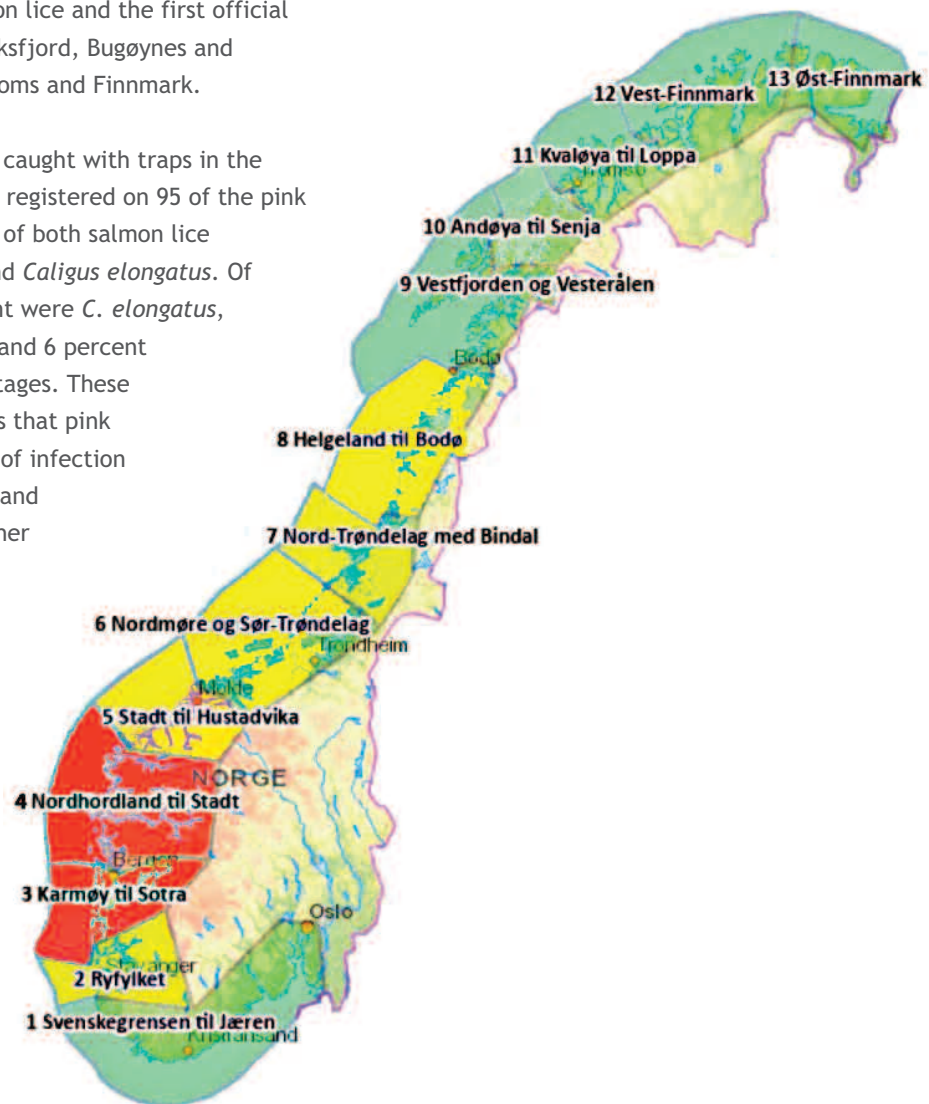 on lice and the first official
ksfjord, Bugøynes and
oms and Finnmark.
caught with traps in the
registered on 95 of the pink
of both salmon lice
nd Caligus elongatus. Of
nt were C. elongatus,
and 6 percent
tages. These
s that pink
of infection
and
ner
13 Øst-Finnmark
12 Vest-Finnmark
11 Kvaløya til Loppa
Tromsø
10 Andøya til Senja
9 Vestfjorden og Vesterålen
Bodø
8 Helgeland til Bodø
7 Nord-Trøndelag med Bindal
6 Nordmøre og Sør-Trøndelag
Trondheim
Molde
5 Stadt til Hustadvika
NORGE
4 Nordhordland til Stadt
Bergen
3 Karmøy til Sotra
Oslo
Stavanger
2 Ryfylket
1 Svenskegrensen til Jæren
Kristiansand